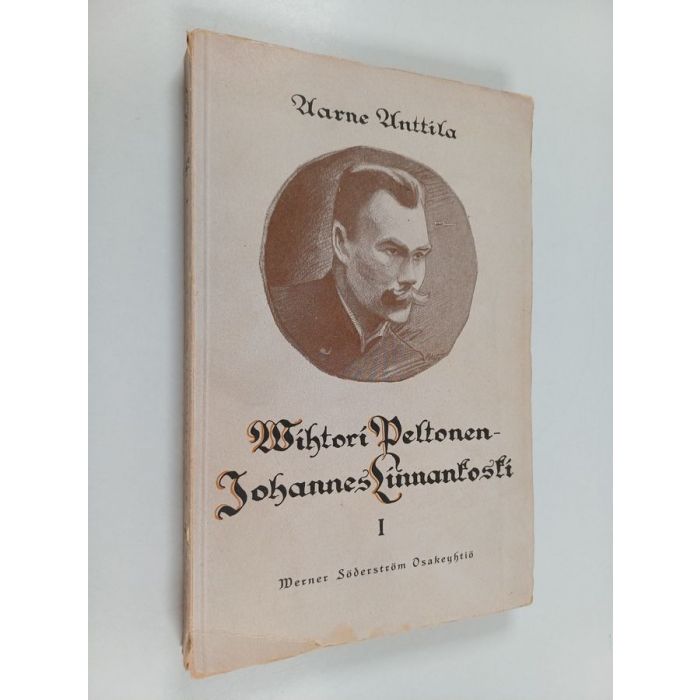 Aarne Anttila
Wihtori Peltonen-
Johannes Linnankoski
I
Werner Söderström Osakeyhtiö